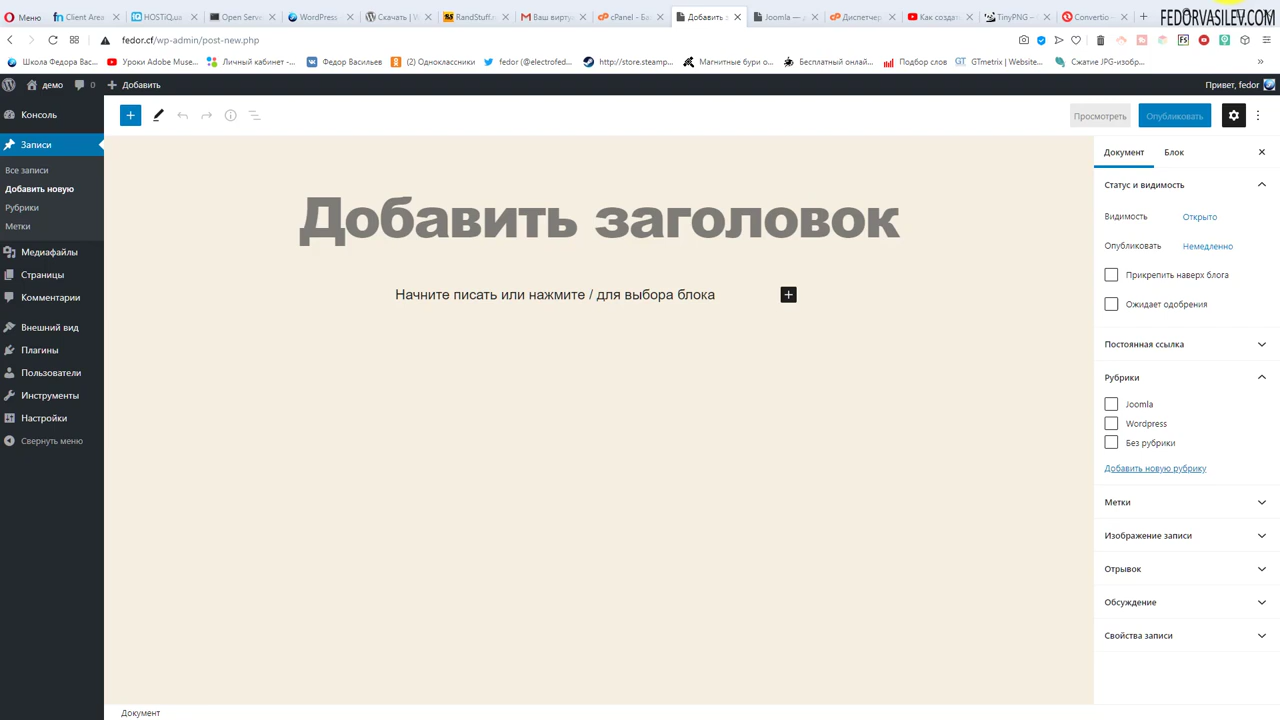 Меню
Client Area
HOSTiQ.ua
Open Serve
WordPress
Скачать | W
RandStuff.r
Ваш вирту
cPanel - Ба
Добавить з
Joomla — д
Диспетчер
Как создат
TinyPNG –
Convertio —
FEDORVASILEV.COM
fedor.cf/wp-admin/post-new.php
Школа Федора Вас...
Уроки Adobe Muse...
Личный кабинет -...
Федор Васильев
(2) Одноклассники
fedor (@electrofed...
http://store.steamp...
Магнитные бури о...
Бесплатный онлай...
Подбор слов
GTmetrix | Website...
Сжатие JPG-изобр...
демо
0
Добавить
Привет, fedor
Консоль
Записи
Все записи
Добавить новую
Рубрики
Метки
Медиафайлы
Страницы
Комментарии
Внешний вид
Плагины
Пользователи
Инструменты
Настройки
Свернуть меню
Просмотреть
Опубликовать
Добавить заголовок
Начните писать или нажмите / для выбора блока
Документ
Блок
Статус и видимость
Видимость
Открыто
Опубликовать
Немедленно
Прикрепить наверх блога
Ожидает одобрения
Постоянная ссылка
Рубрики
Joomla
Wordpress
Без рубрики
Добавить новую рубрику
Метки
Изображение записи
Отрывок
Обсуждение
Свойства записи
Документ